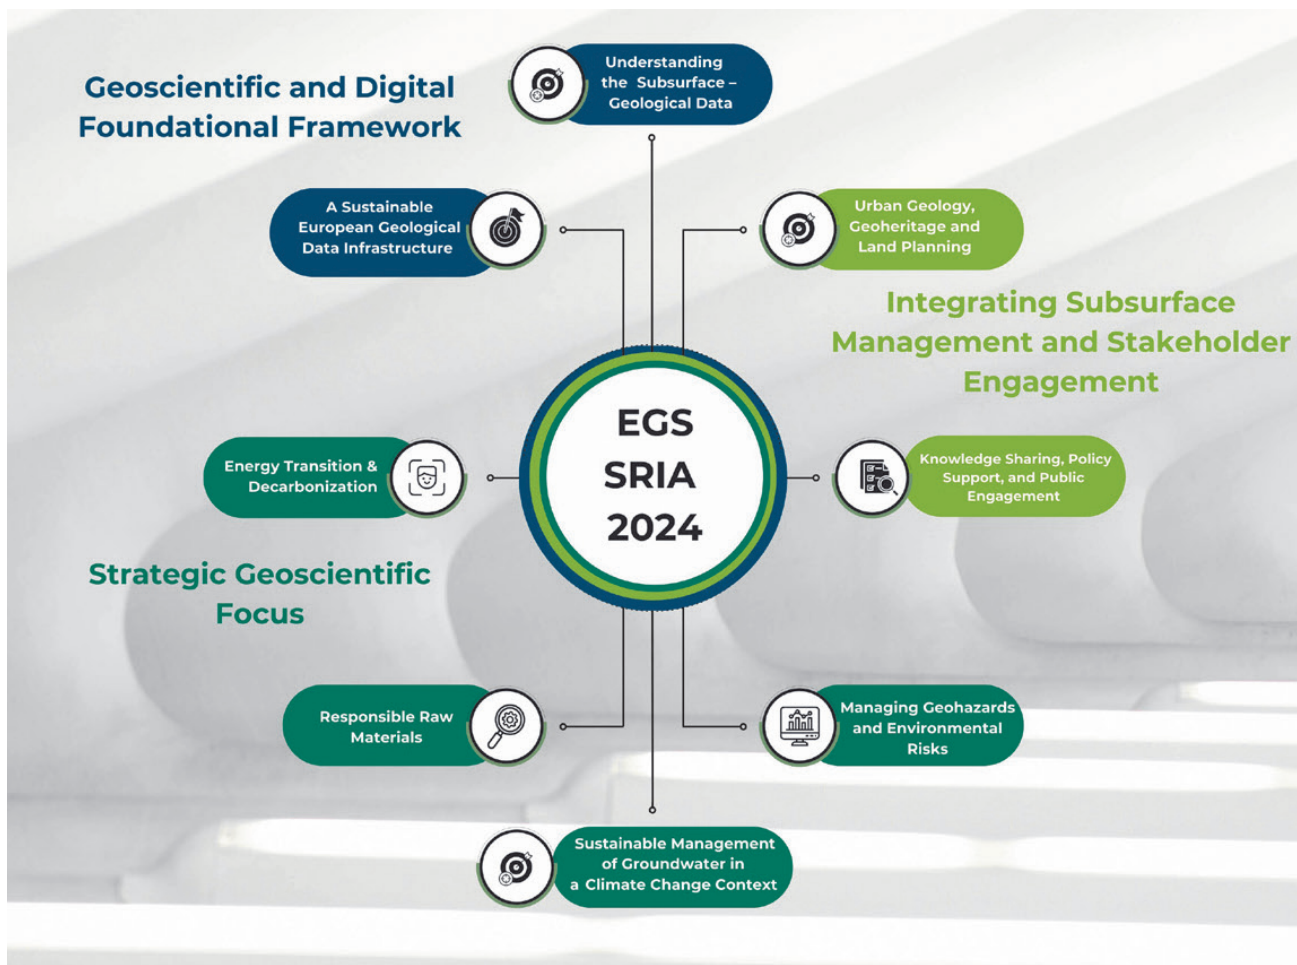 Geoscientific and Digital
Foundational Framework
Understanding
the Subsurface –
Geological Data
A Sustainable
European Geological
Data Infrastructure
Urban Geology,
Geoheritage and
Land Planning
Integrating Subsurface
Management and Stakeholder
Engagement
EGS
SRIA
2024
Energy Transition &
Decarbonization
Knowledge Sharing, Policy
Support, and Public
Engagement
Strategic Geoscientific
Focus
Responsible Raw
Materials
Managing Geohazards
and Environmental
Risks
Sustainable Management
of Groundwater in
a Climate Change Context